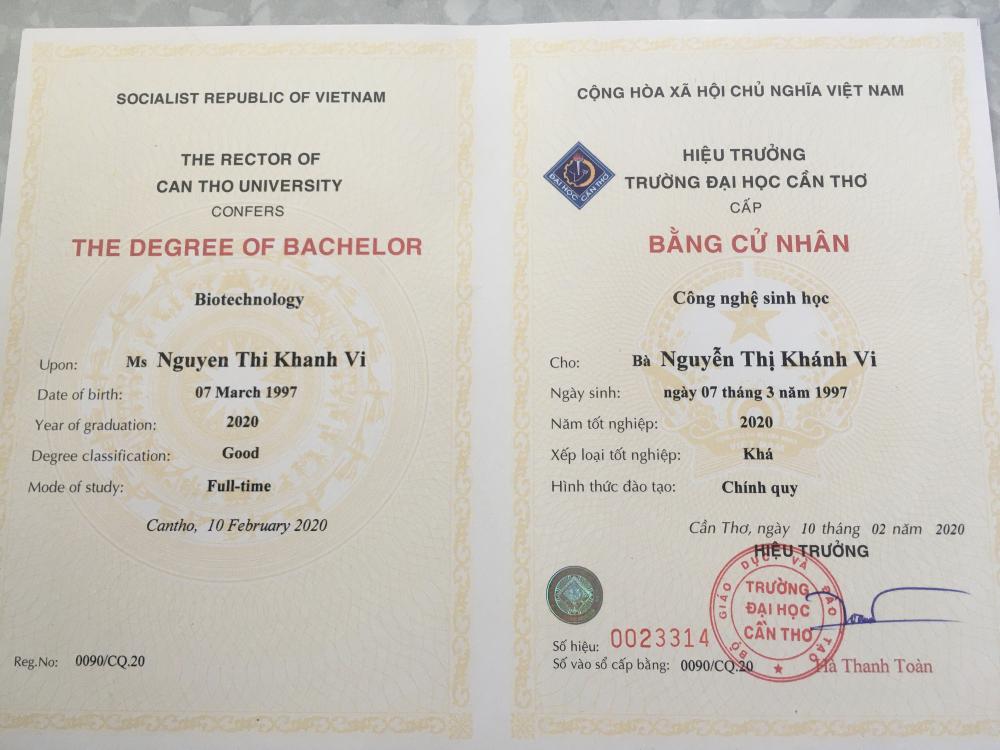 SOCIALIST REPUBLIC OF VIETNAM
THE RECTOR OF
CAN THO UNIVERSITY
CONFERS
THE DEGREE OF BACHELOR
Biotechnology
Upon: Ms Nguyen Thi Khanh Vi
Date of birth: 07 March 1997
Year of graduation: 2020
Degree classification: Good
Mode of study: Full-time
Cantho, 10 February 2020
Reg.No: 0090/CQ.20
CỘNG HÒA XÃ HỘI CHỦ NGHĨA VIỆT NAM
HIỆU TRƯỞNG
TRƯỜNG ĐẠI HỌC CẦN THƠ
CẤP
ĐẠI HỌC CẦN THƠ
BẰNG CỬ NHÂN
Công nghệ sinh học
Cho: Bà Nguyễn Thị Khánh Vi
Ngày sinh: ngày 07 tháng 3 năm 1997
Năm tốt nghiệp: 2020
Xếp loại tốt nghiệp: Khá
Hình thức đào tạo: Chính quy
Cần Thơ, ngày 10 tháng 02 năm 2020
HIỆU TRƯỞNG
BỘ GIÁO DỤC VÀ ĐÀO TẠO
TRƯỜNG
ĐẠI HỌC
CẦN THƠ
Số hiệu: 0023314
Số vào sổ cấp bằng: 0090/CQ.20
Hà Thanh Toàn